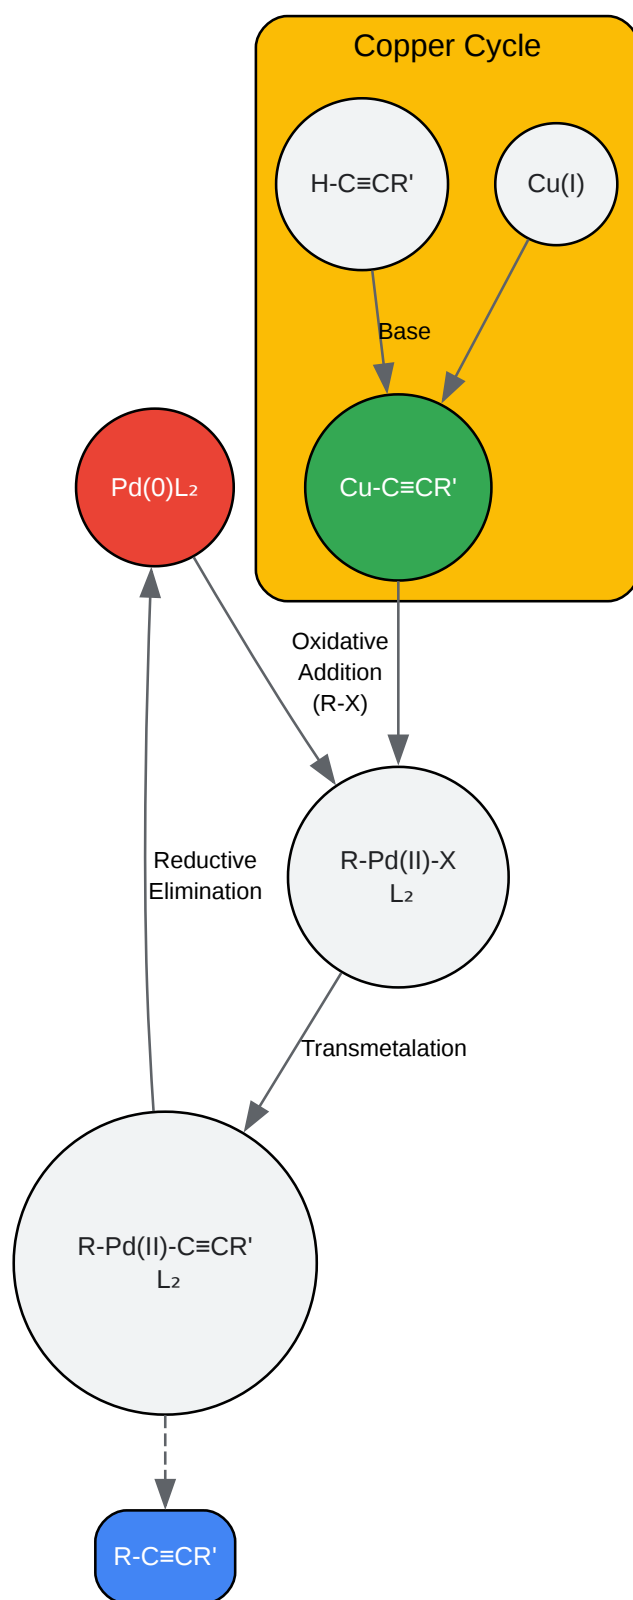 Copper Cycle
H-C≡CR'
Cu(I)
Base
Pd(0)L₂
Cu-C≡CR'
Oxidative
Addition
(R-X)
R-Pd(II)-X
L₂
Reductive
Elimination
Transmetalation
R-Pd(II)-C≡CR'
L₂
R-C≡CR'